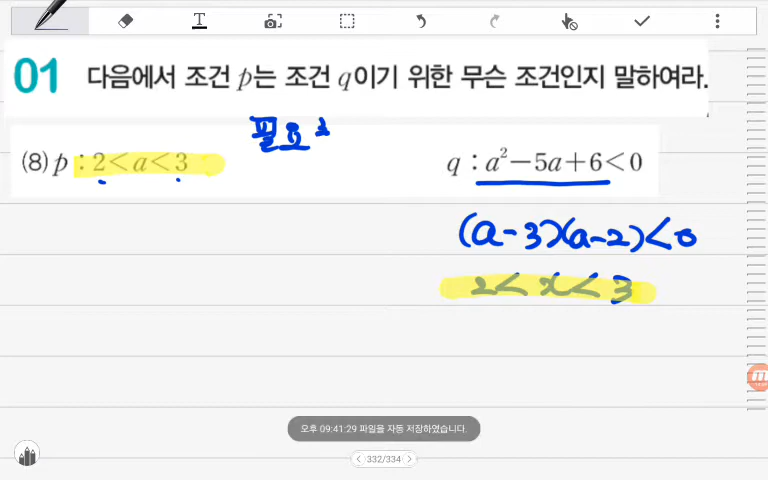 01 다음에서 조건 p는 조건 q이기 위한 무슨 조건인지 말하여라.
필요
(8) p : 2<a<3 q : a²-5a+6<0
(a-3)(a-2)<0
2<x<3
오후 09:41:29 파일을 자동 저장하였습니다.
332/334